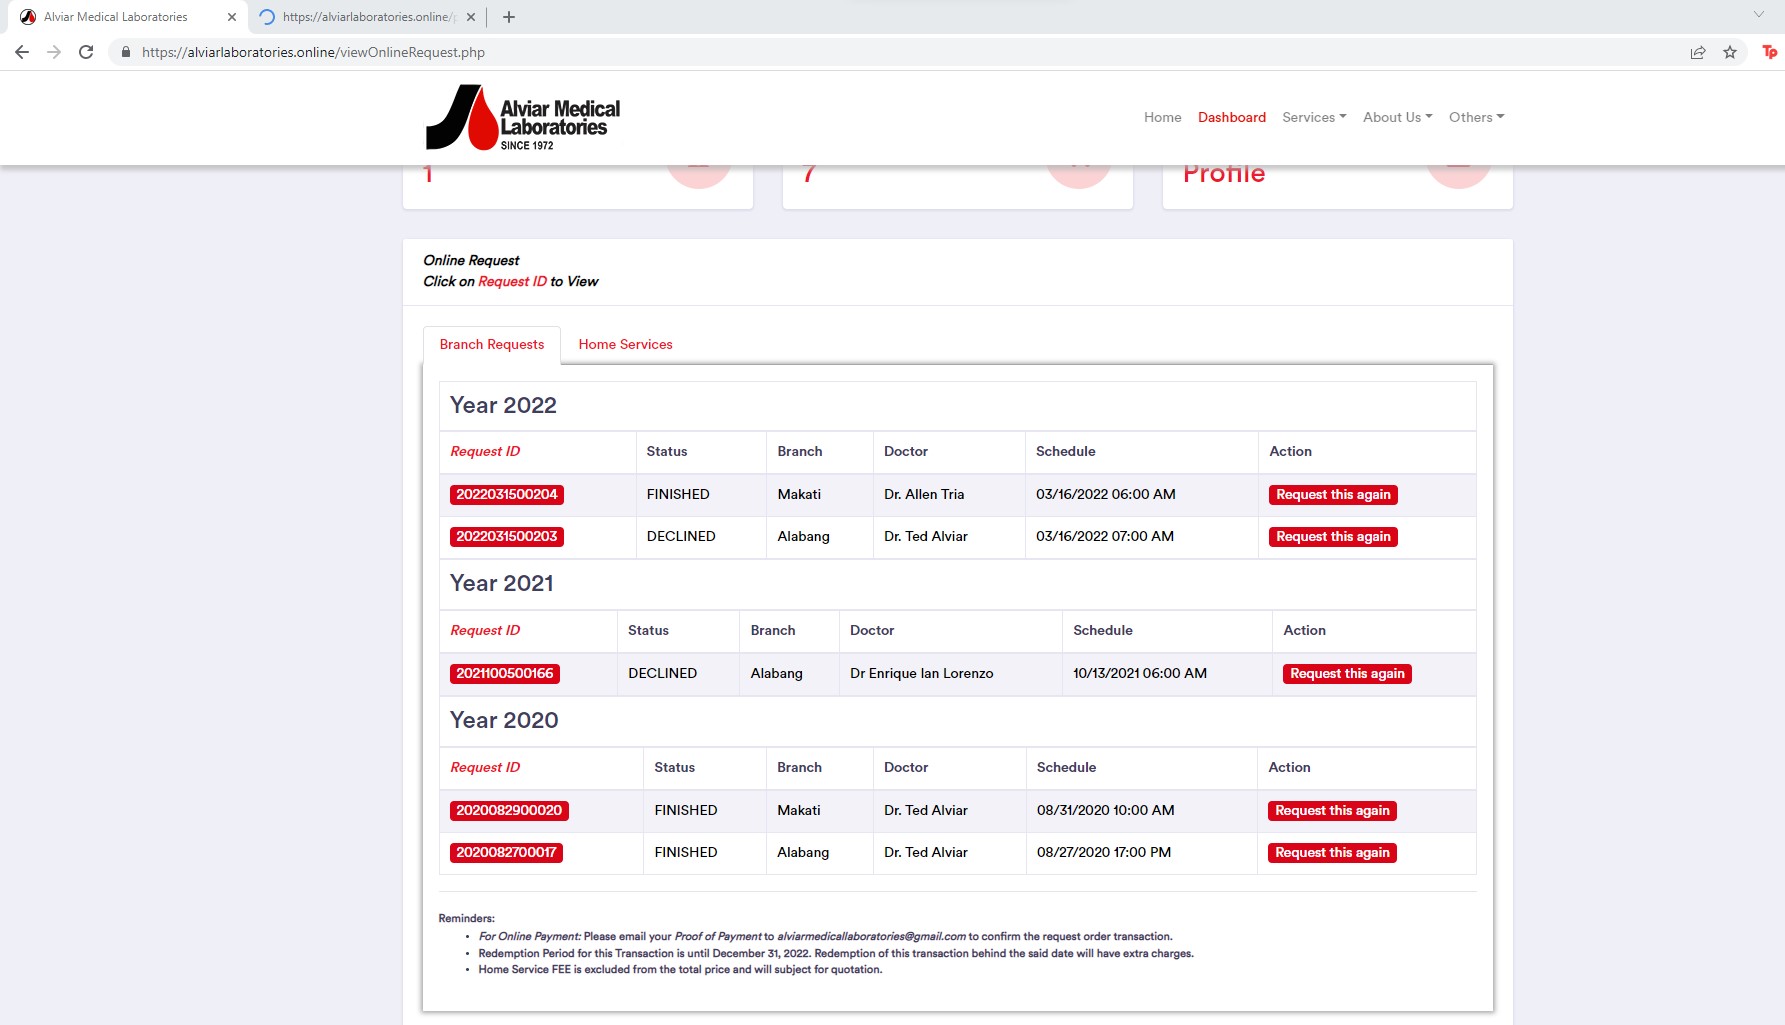 Alviar Medical Laboratories
https://alviarlaboratories.online/
https://alviarlaboratories.online/viewOnlineRequest.php
Tp
Alviar Medical
Laboratories
SINCE 1972
Home Dashboard Services About Us Others
1 7 Profile
Online Request
Click on Request ID to View
Branch Requests Home Services
Year 2022
Request ID Status Branch Doctor Schedule Action
2022031500204 FINISHED Makati Dr. Allen Tria 03/16/2022 06:00 AM Request this again
2022031500203 DECLINED Alabang Dr. Ted Alviar 03/16/2022 07:00 AM Request this again
Year 2021
Request ID Status Branch Doctor Schedule Action
2021100500166 DECLINED Alabang Dr Enrique Ian Lorenzo 10/13/2021 06:00 AM Request this again
Year 2020
Request ID Status Branch Doctor Schedule Action
2020082900020 FINISHED Makati Dr. Ted Alviar 08/31/2020 10:00 AM Request this again
2020082700017 FINISHED Alabang Dr. Ted Alviar 08/27/2020 17:00 PM Request this again
Reminders:
• For Online Payment: Please email your Proof of Payment to alviarmedicallaboratories@gmail.com to confirm the request order transaction.
• Redemption Period for this Transaction is until December 31, 2022. Redemption of this transaction behind the said date will have extra charges.
• Home Service FEE is excluded from the total price and will subject for quotation.